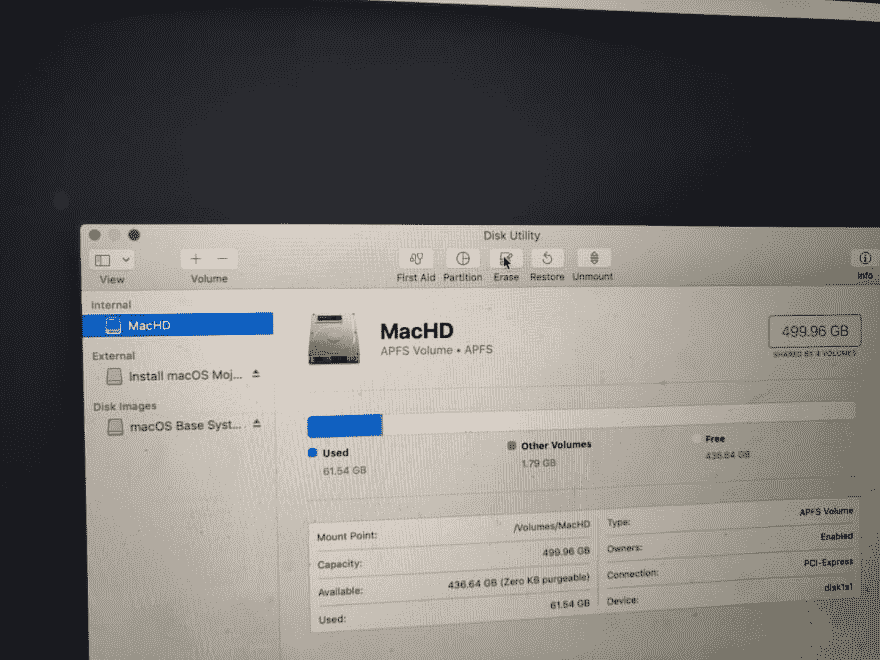 Disk Utility
View
Volume
First Aid Partition Erase Restore Unmount
Info
Internal
MacHD
External
Install macOS Moj...
Disk Images
macOS Base Syst...
MacHD
APFS Volume • APFS
499.96 GB
SHARED BY 4 VOLUMES
Used
61.54 GB
Other Volumes
1.79 GB
Free
436.64 GB
Mount Point: /Volumes/MacHD
Capacity: 499.96 GB
Available: 436.64 GB (Zero KB purgeable)
Used: 61.54 GB
Type: APFS Volume
Owners: Enabled
Connection: PCI-Express
Device: disk1s1